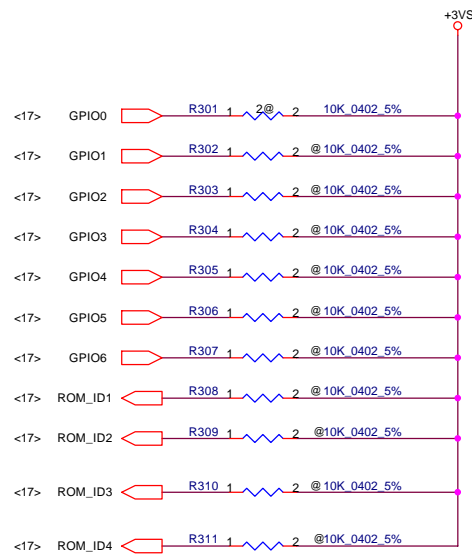 +3VS
<17> GPIO0 R301 1 2@ 2 10K_0402_5%
<17> GPIO1 R302 1 2 @ 10K_0402_5%
<17> GPIO2 R303 1 2 @ 10K_0402_5%
<17> GPIO3 R304 1 2 @ 10K_0402_5%
<17> GPIO4 R305 1 2 @ 10K_0402_5%
<17> GPIO5 R306 1 2 @ 10K_0402_5%
<17> GPIO6 R307 1 2 @ 10K_0402_5%
<17> ROM_ID1 R308 1 2 @ 10K_0402_5%
<17> ROM_ID2 R309 1 2 @10K_0402_5%
<17> ROM_ID3 R310 1 2 @ 10K_0402_5%
<17> ROM_ID4 R311 1 2 @10K_0402_5%